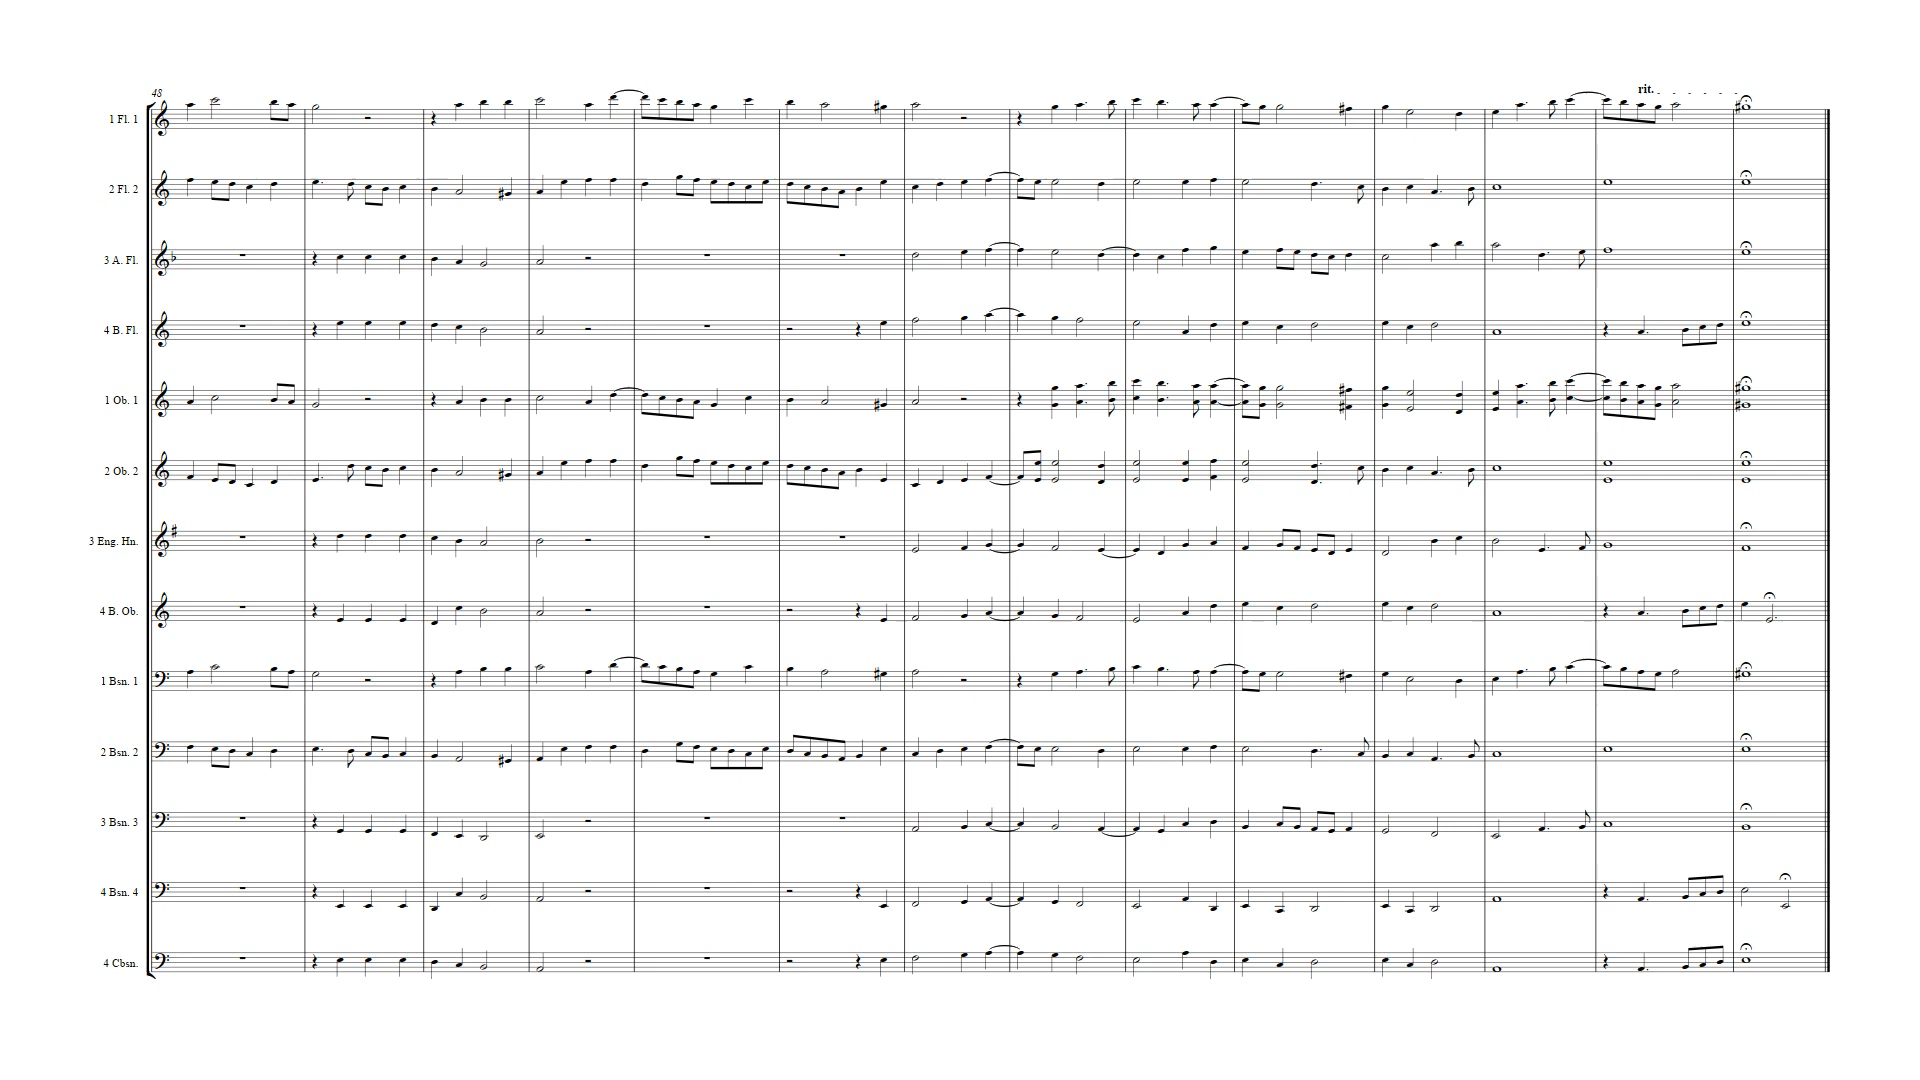 48
rit.
1 Fl. 1
2 Fl. 2
3 A. Fl.
4 B. Fl.
1 Ob. 1
2 Ob. 2
3 Eng. Hn.
4 B. Ob.
1 Bsn. 1
2 Bsn. 2
3 Bsn. 3
4 Bsn. 4
4 Cbsn.